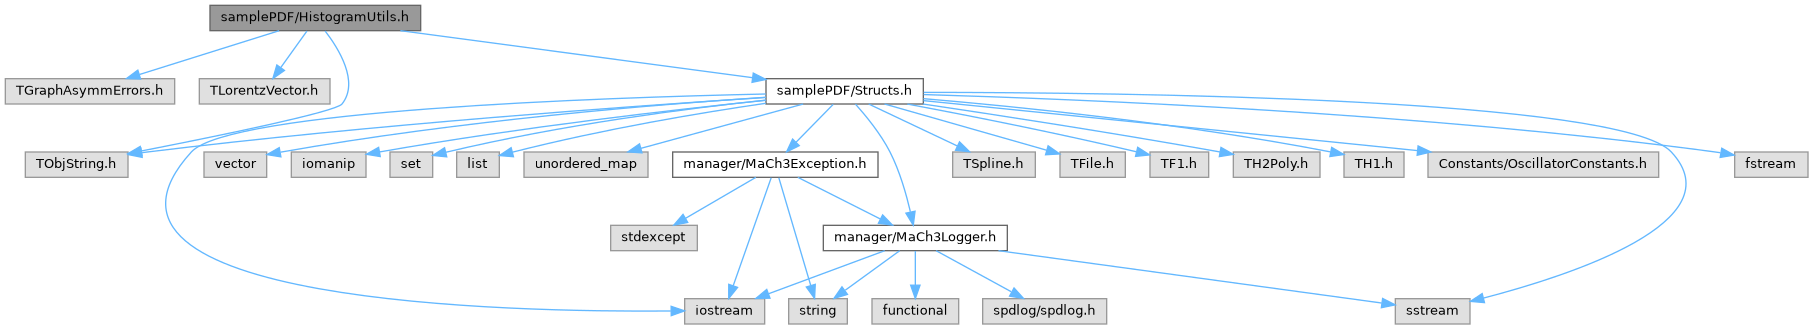 samplePDF/HistogramUtils.h
TGraphAsymmErrors.h
TLorentzVector.h
samplePDF/Structs.h
TObjString.h
vector
iomanip
set
list
unordered_map
manager/MaCh3Exception.h
TSpline.h
TFile.h
TF1.h
TH2Poly.h
TH1.h
Constants/OscillatorConstants.h
fstream
stdexcept
manager/MaCh3Logger.h
iostream
string
functional
spdlog/spdlog.h
sstream